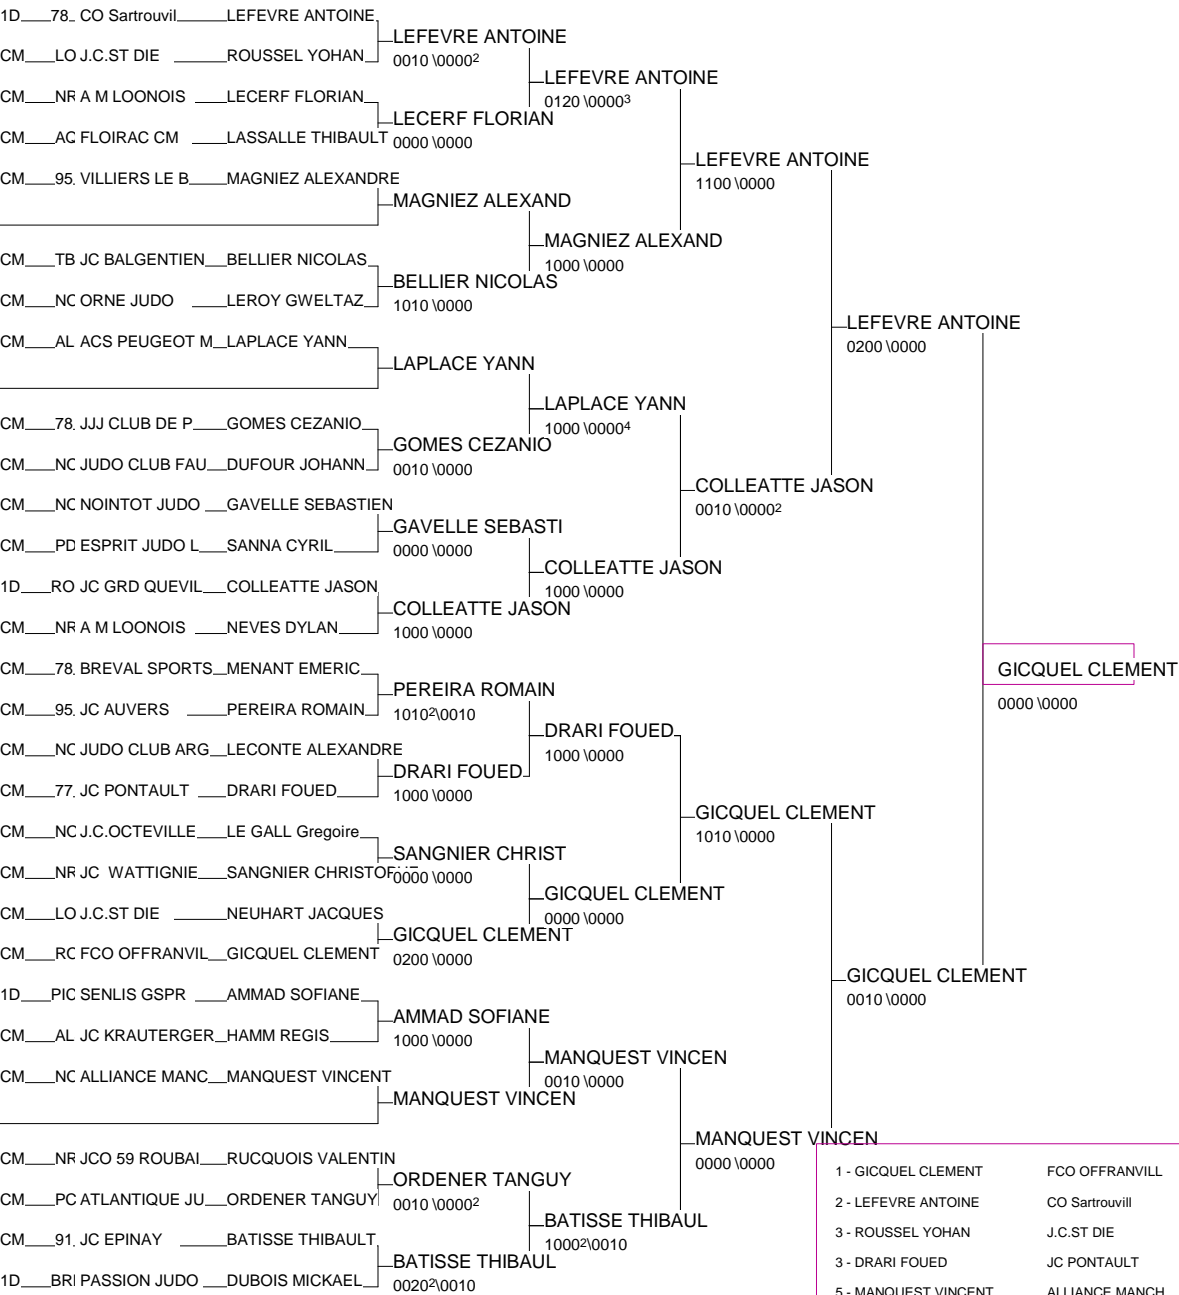 1D 78 CO Sartrouvil LEFEVRE ANTOINE
CM LO J.C.ST DIE ROUSSEL YOHAN
CM NR A M LOONOIS LECERF FLORIAN
CM AQ FLOIRAC CM LASSALLE THIBAULT
CM 95 VILLIERS LE B MAGNIEZ ALEXANDRE
CM TB JC BALGENTIEN BELLIER NICOLAS
CM NO ORNE JUDO LEROY GWELTAZ
CM AL ACS PEUGEOT M LAPLACE YANN
CM 78 JJJ CLUB DE P GOMES CEZANIO
CM NO JUDO CLUB FAU DUFOUR JOHANN
CM NO NOINTOT JUDO GAVELLE SEBASTIEN
CM PD ESPRIT JUDO L SANNA CYRIL
1D RO JC GRD QUEVIL COLLEATTE JASON
CM NR A M LOONOIS NEVES DYLAN
CM 78 BREVAL SPORTS MENANT EMERIC
CM 95 JC AUVERS PEREIRA ROMAIN
CM NO JUDO CLUB ARG LECONTE ALEXANDRE
CM 77 JC PONTAULT DRARI FOUED
CM NO J.C.OCTEVILLE LE GALL Gregoire
CM NR JC WATTIGNIE SANGNIER CHRISTOPHE
CM LO J.C.ST DIE NEUHART JACQUES
CM RO FCO OFFRANVIL GICQUEL CLEMENT
1D PIC SENLIS GSPR AMMAD SOFIANE
CM AL JC KRAUTERGER HAMM REGIS
CM NO ALLIANCE MANC MANQUEST VINCENT
CM NR JCO 59 ROUBAI RUCQUOIS VALENTIN
CM PC ATLANTIQUE JU ORDENER TANGUY
CM 91 JC EPINAY BATISSE THIBAULT
1D BRE PASSION JUDO DUBOIS MICKAEL
LEFEVRE ANTOINE
0010 \0000²
LECERF FLORIAN
0000 \0000
MAGNIEZ ALEXAND
BELLIER NICOLAS
1010 \0000
LAPLACE YANN
GOMES CEZANIO
0010 \0000
GAVELLE SEBASTI
0000 \0000
COLLEATTE JASON
1000 \0000
PEREIRA ROMAIN
1010²\0010
DRARI FOUED
1000 \0000
SANGNIER CHRIST
0000 \0000
GICQUEL CLEMENT
0200 \0000
AMMAD SOFIANE
1000 \0000
MANQUEST VINCEN
ORDENER TANGUY
0010 \0000²
BATISSE THIBAUL
0020²\0010
LEFEVRE ANTOINE
0120 \0000³
MAGNIEZ ALEXAND
1000 \0000
LAPLACE YANN
1000 \0000⁴
COLLEATTE JASON
1000 \0000
DRARI FOUED
1000 \0000
GICQUEL CLEMENT
0000 \0000
MANQUEST VINCEN
0010 \0000
BATISSE THIBAUL
1000²\0010
LEFEVRE ANTOINE
1100 \0000
COLLEATTE JASON
0010 \0000²
GICQUEL CLEMENT
1010 \0000
MANQUEST VINCEN
0000 \0000
LEFEVRE ANTOINE
0200 \0000
GICQUEL CLEMENT
0010 \0000
GICQUEL CLEMENT
0000 \0000
1 - GICQUEL CLEMENT FCO OFFRANVILL
2 - LEFEVRE ANTOINE CO Sartrouvill
3 - ROUSSEL YOHAN J.C.ST DIE
3 - DRARI FOUED JC PONTAULT
5 - MANQUEST VINCENT ALLIANCE MANCH